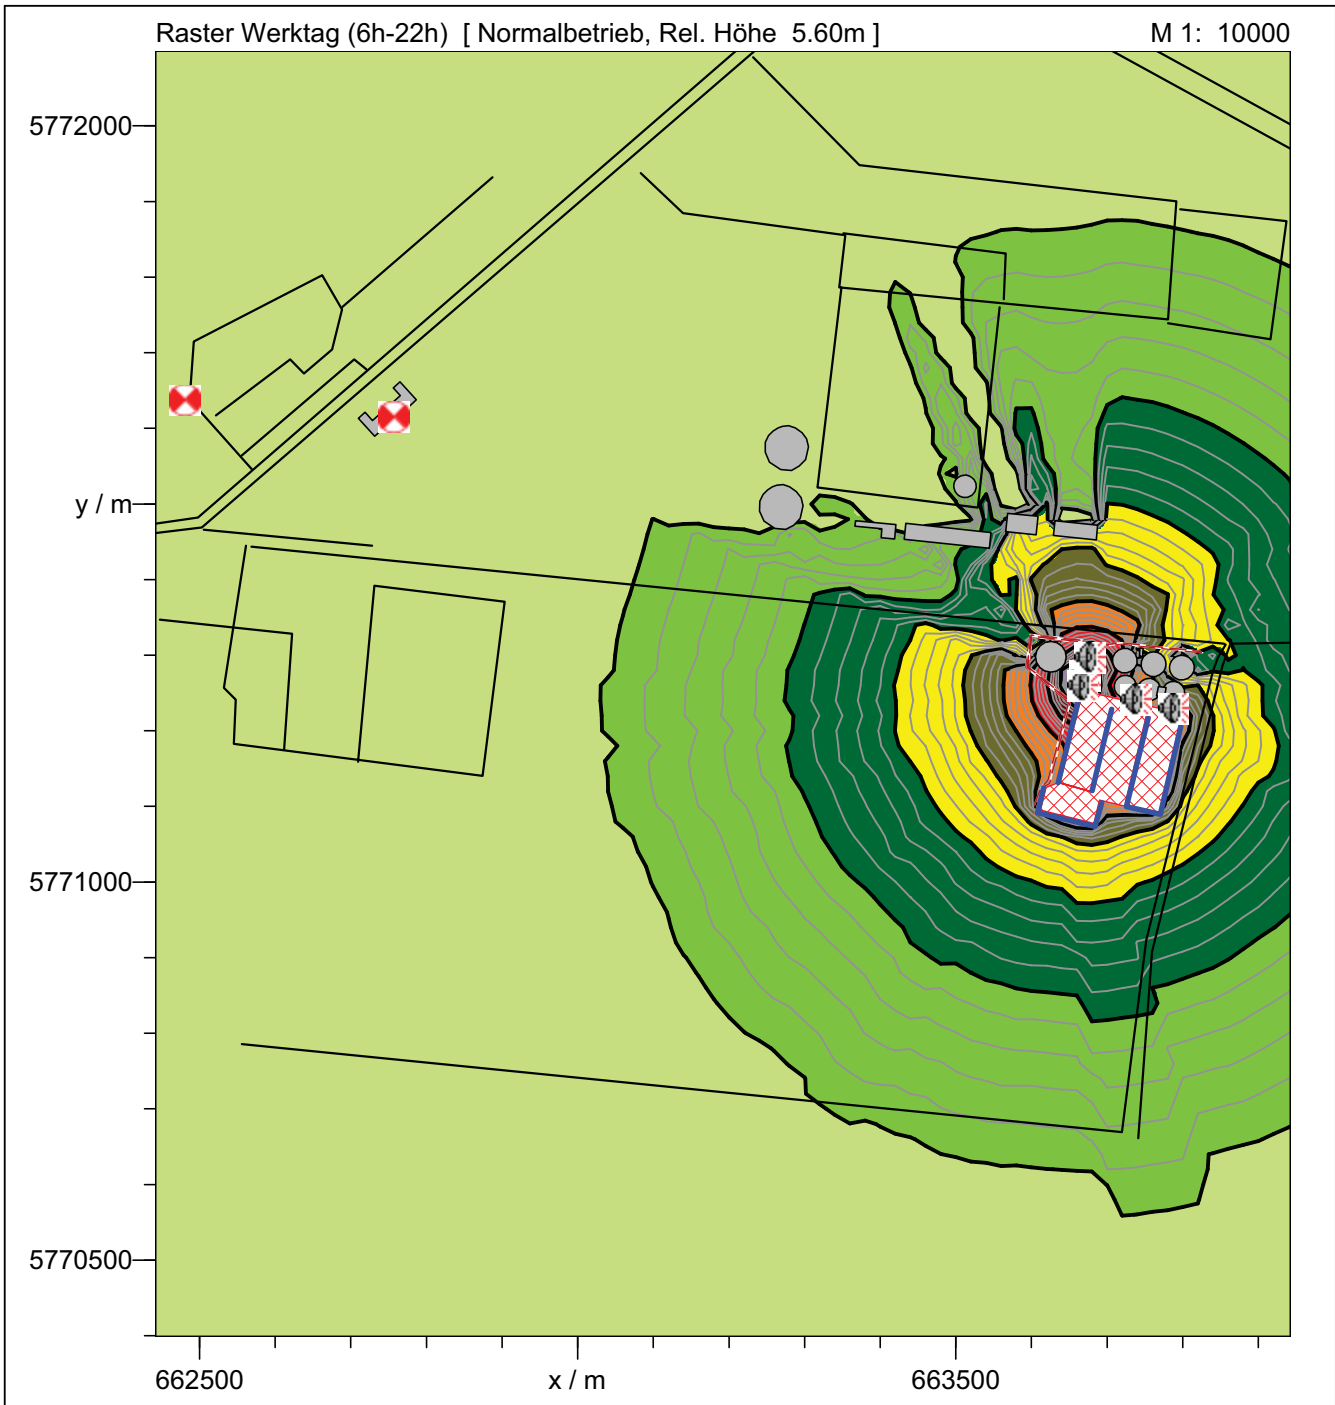 Raster Werktag (6h-22h) [ Normalbetrieb, Rel. Höhe 5.60m ] M 1: 10000
5772000
y / m
5771000
5770500
662500 x / m 663500